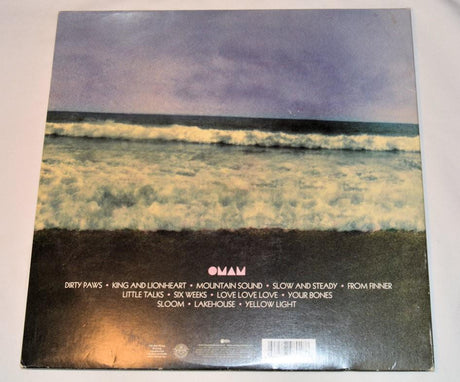 OMAM
DIRTY PAWS • KING AND LIONHEART • MOUNTAIN SOUND • SLOW AND STEADY • FROM FINNER
LITTLE TALKS • SIX WEEKS • LOVE LOVE LOVE • YOUR BONES
SLOOM • LAKEHOUSE • YELLOW LIGHT